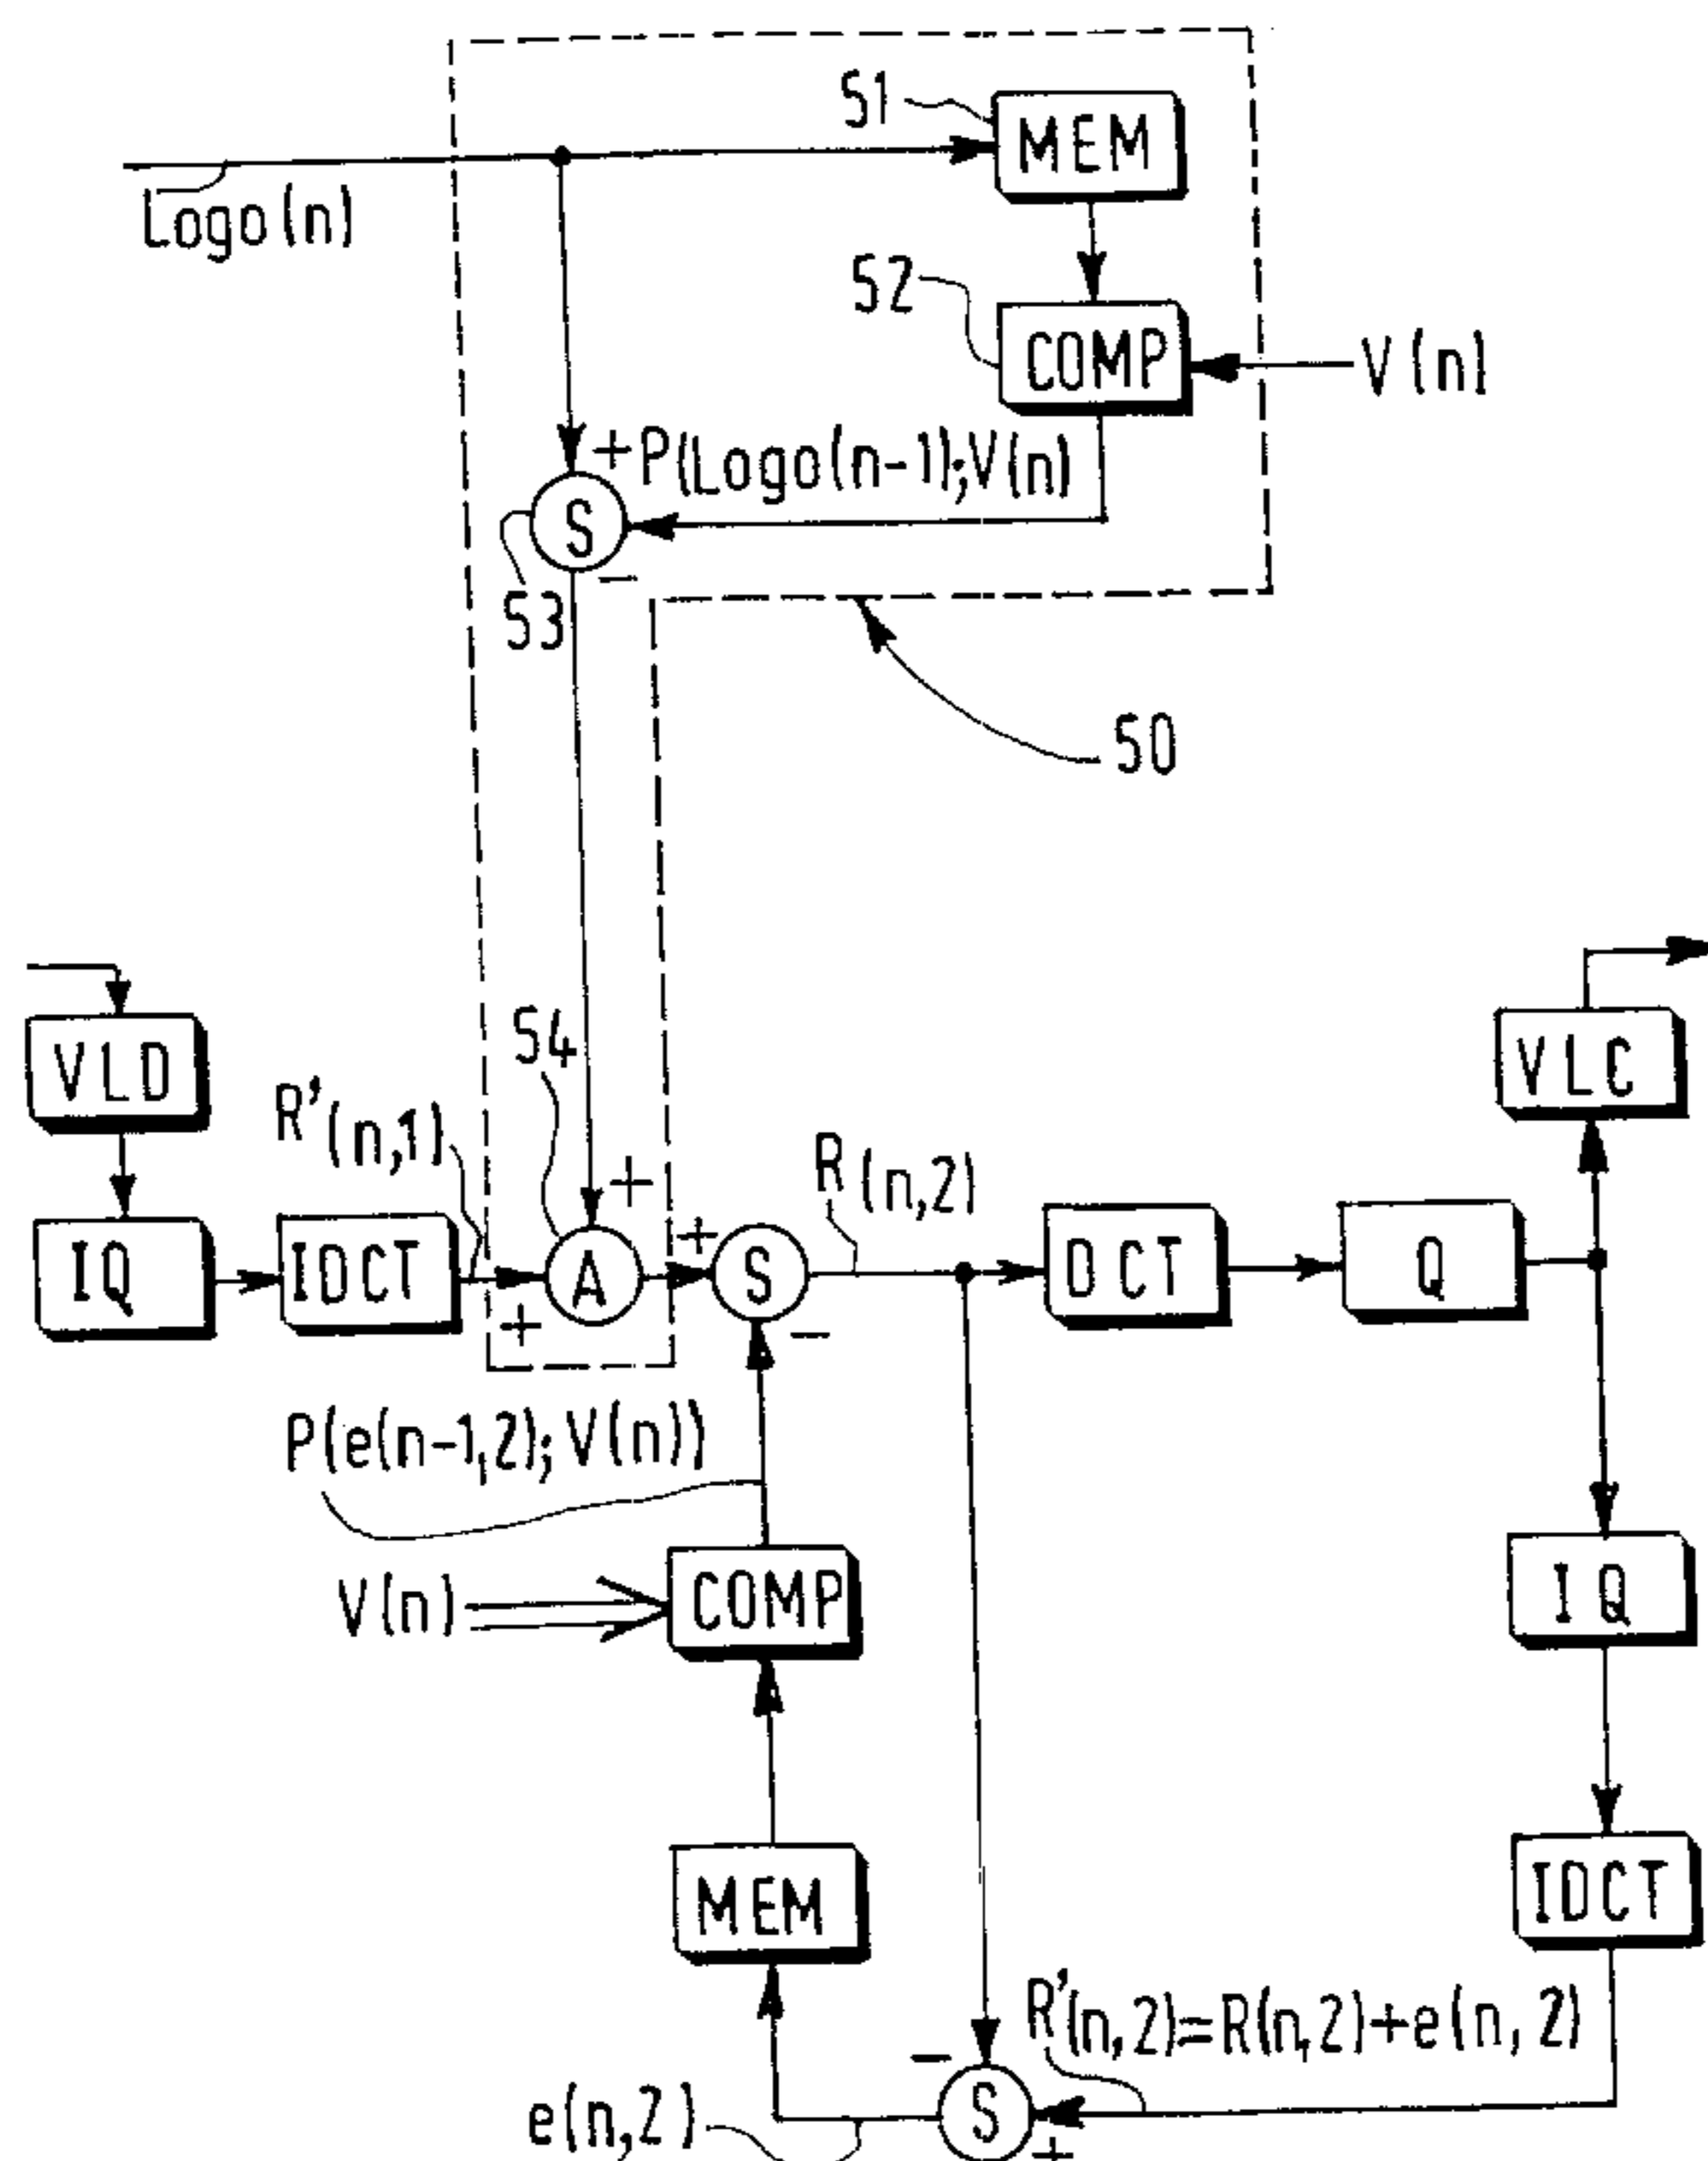 51
MEM
Logo(n)
52
COMP
V(n)
+
P(Logo(n-1);V(n)
S
-
53
50
VLD
54
VLC
R'(n,1)
+
R(n,2)
+
IQ
IDCT
A
S
DCT
Q
+
-
P(e(n-1,2);V(n))
V(n)
COMP
IQ
MEM
IDCT
R'(n,2)=R(n,2)+e(n,2)
-
e(n,2)
S
+